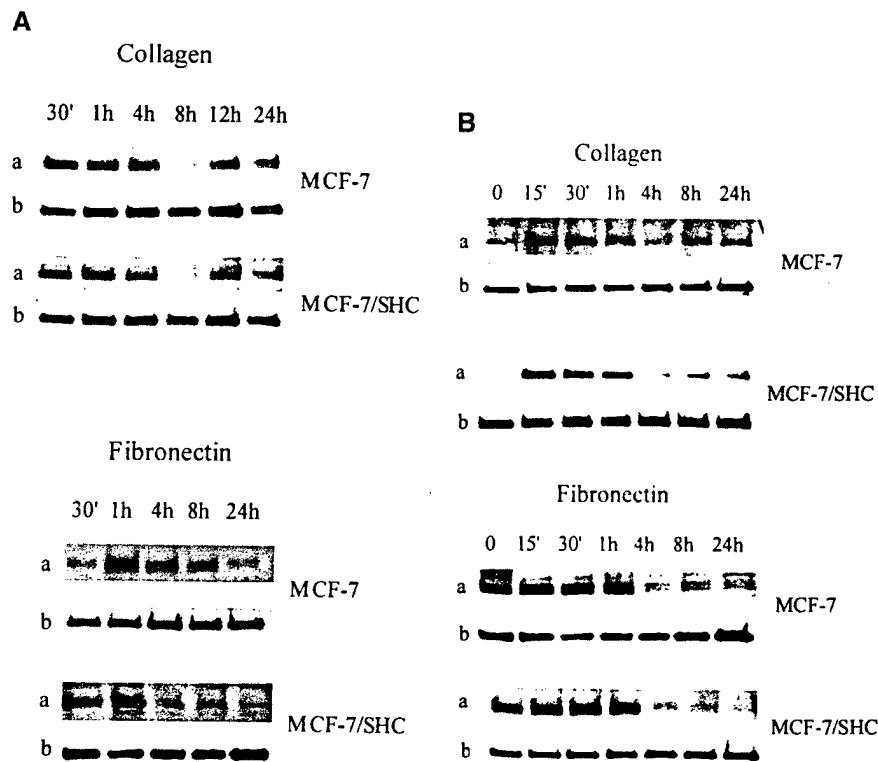 A
Collagen
30' 1h 4h 8h 12h 24h
a
MCF-7
b
a
MCF-7/SHC
b
Fibronectin
30' 1h 4h 8h 24h
a
MCF-7
b
a
MCF-7/SHC
b
B
Collagen
0 15' 30' 1h 4h 8h 24h
a
MCF-7
b
a
MCF-7/SHC
b
Fibronectin
0 15' 30' 1h 4h 8h 24h
a
MCF-7
b
a
MCF-7/SHC
b